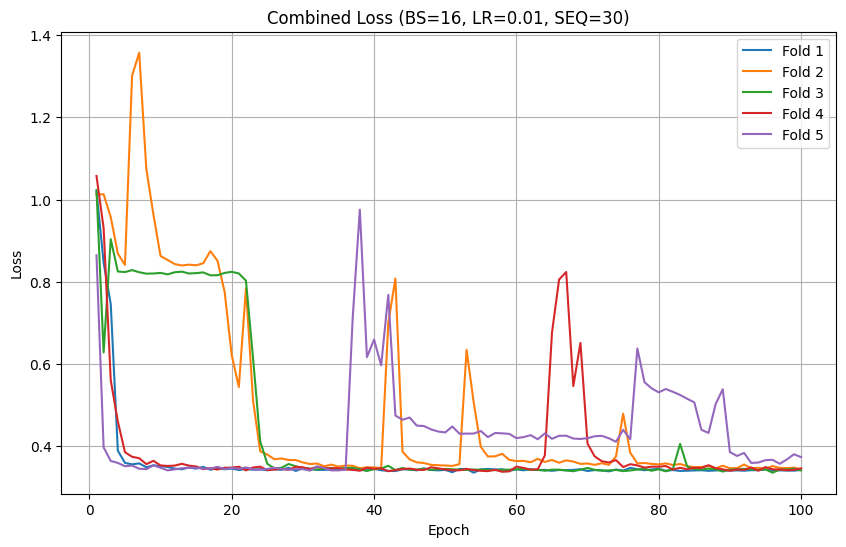 Combined Loss (BS=16, LR=0.01, SEQ=30)
1.4
1.2
1.0
0.8
0.6
0.4
Loss
Fold 1
Fold 2
Fold 3
Fold 4
Fold 5
0 20 40 60 80 100
Epoch